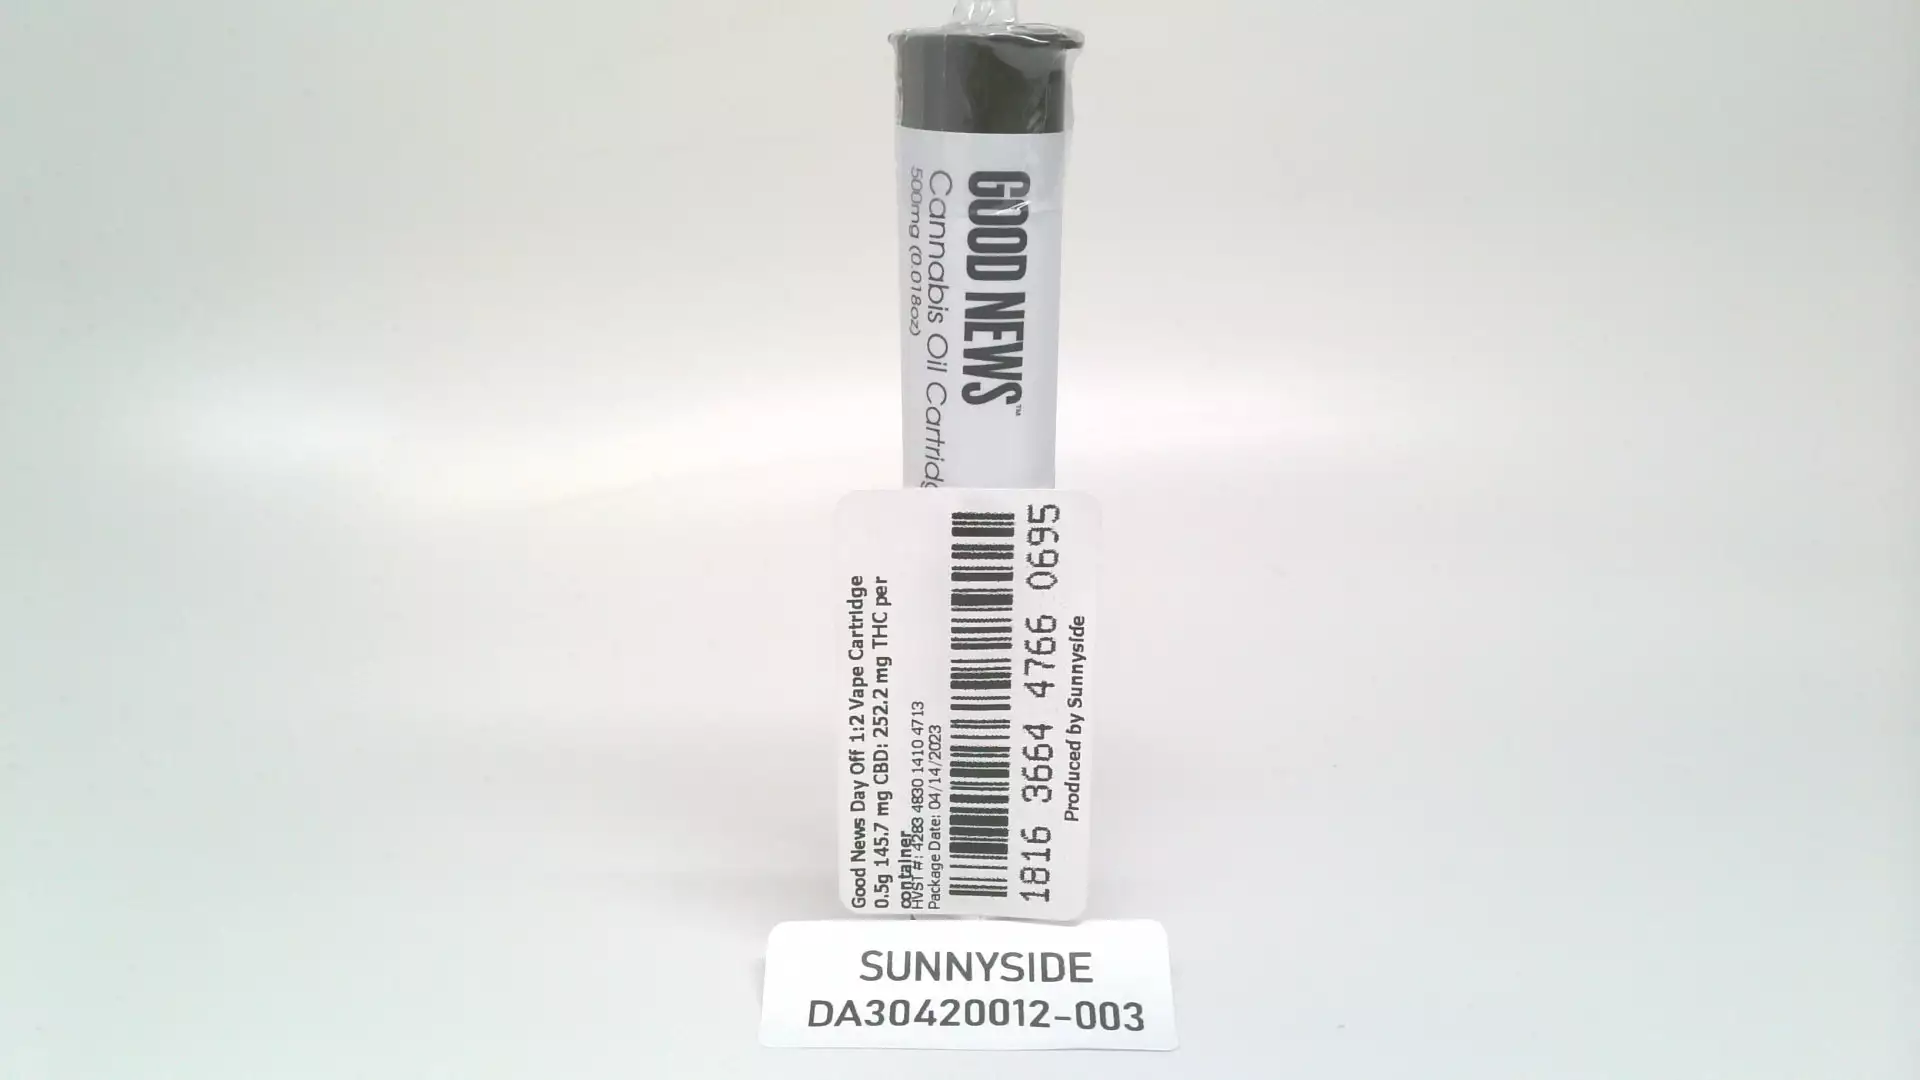 GOOD NEWS™
Cannabis Oil Cartridg
500mg (0.018oz)
Good News Day Off 1:2 Vape Cartridge
0.5g 145.7 mg CBD: 252.2 mg THC per
container
HVST #: 4283 4830 1410 4713
Package Date: 04/14/2023
1816 3664 4766 0695
Produced by Sunnyside
SUNNYSIDE
DA30420012-003